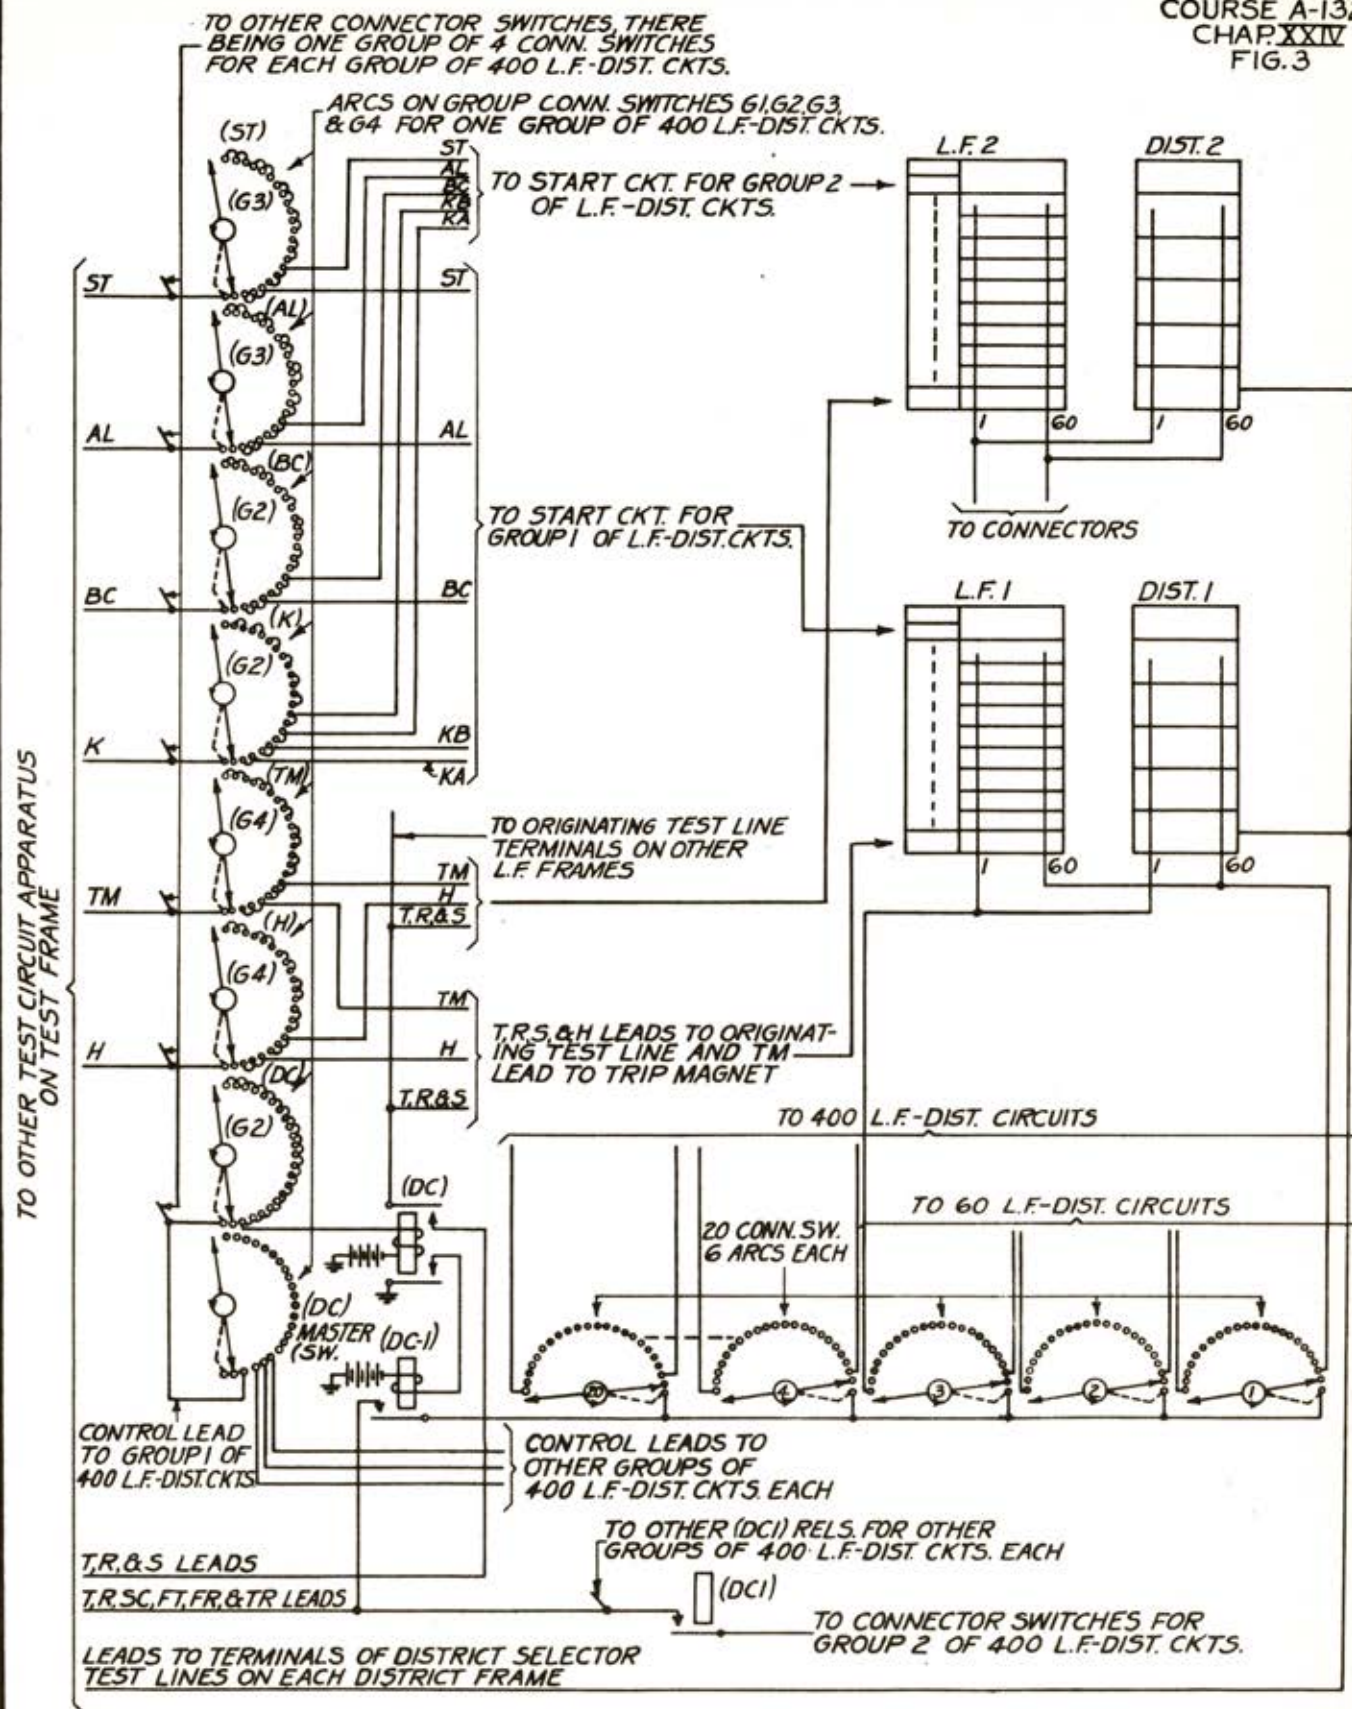 COURSE A-132
CHAP. XXIV
FIG. 3
TO OTHER CONNECTOR SWITCHES, THERE
BEING ONE GROUP OF 4 CONN. SWITCHES
FOR EACH GROUP OF 400 L.F.-DIST. CKTS.
ARCS ON GROUP CONN. SWITCHES G1, G2, G3,
& G4 FOR ONE GROUP OF 400 L.F.-DIST. CKTS.
(ST)
(G3)
ST
AL
BC
KB
KA
TO START CKT. FOR GROUP 2
OF L.F.-DIST. CKTS.
L.F. 2
DIST. 2
1
60
1
60
TO CONNECTORS
ST
ST
(AL)
(G3)
AL
AL
(BC)
(G2)
TO START CKT. FOR
GROUP 1 OF L.F.-DIST. CKTS.
BC
BC
(K)
(G2)
K
KB
& KA
L.F. 1
DIST. 1
1
60
1
60
(TM)
(G4)
TO ORIGINATING TEST LINE
TERMINALS ON OTHER
L.F. FRAMES
TM
TM
H
T,R,&S
(H)
(G4)
TM
H
H
T,R,&S
T,R,S,&H LEADS TO ORIGINAT-
ING TEST LINE AND TM
LEAD TO TRIP MAGNET
TO OTHER TEST CIRCUIT APPARATUS
ON TEST FRAME
(DC)
(G2)
TO 400 L.F.-DIST. CIRCUITS
TO 60 L.F.-DIST. CIRCUITS
20 CONN. SW.
6 ARCS EACH
(DC)
(DC)
MASTER
SW.
(DC-1)
20
4
3
2
1
CONTROL LEAD
TO GROUP 1 OF
400 L.F.-DIST. CKTS
CONTROL LEADS TO
OTHER GROUPS OF
400 L.F.-DIST. CKTS. EACH
TO OTHER (DC1) RELS. FOR OTHER
GROUPS OF 400 L.F.-DIST. CKTS. EACH
(DC1)
T,R,&S LEADS
T,R,SC,FT,FR,&TR LEADS
TO CONNECTOR SWITCHES FOR
GROUP 2 OF 400 L.F.-DIST. CKTS.
LEADS TO TERMINALS OF DISTRICT SELECTOR
TEST LINES ON EACH DISTRICT FRAME